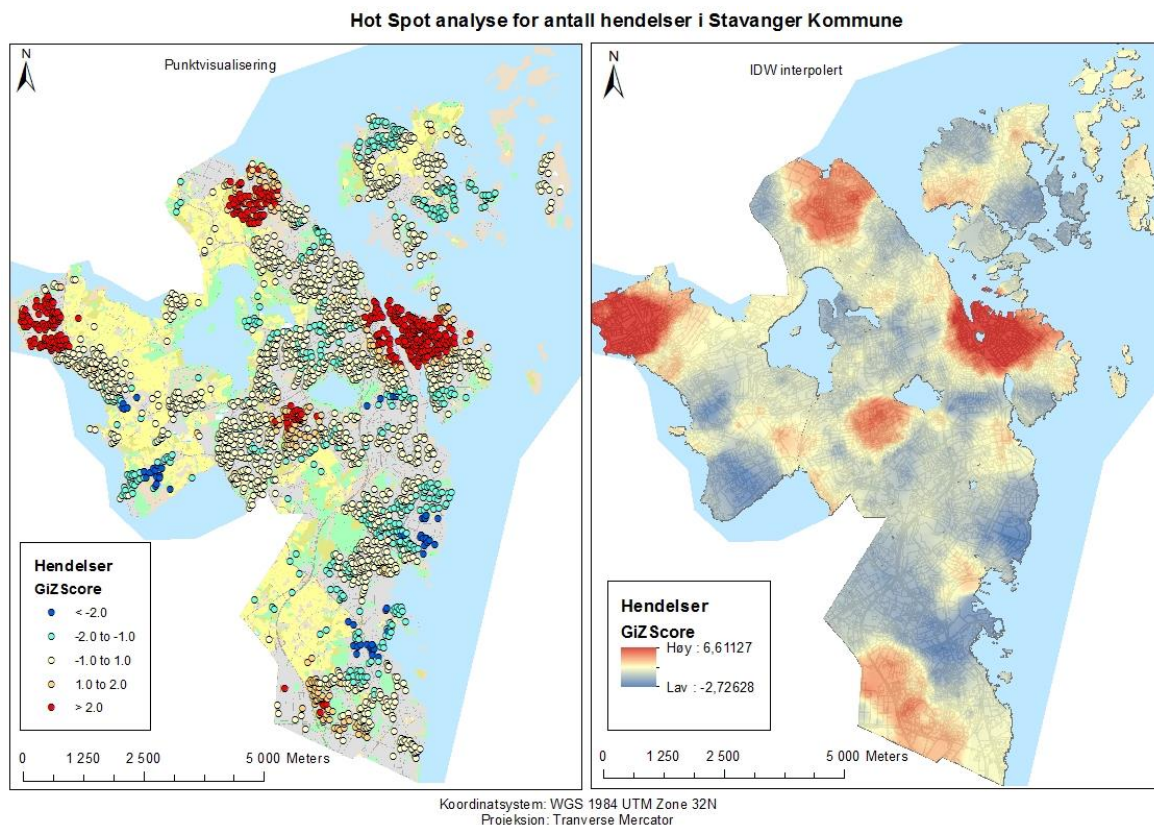 Hot Spot analyse for antall hendelser i Stavanger Kommune
N
Punktvisualisering
Hendelser
GiZScore
< -2.0
-2.0 to -1.0
-1.0 to 1.0
1.0 to 2.0
> 2.0
0 1 250 2 500 5 000 Meters
N
IDW interpolert
Hendelser
GiZScore
Høy : 6,61127
Lav : -2,72628
0 1 250 2 500 5 000 Meters
Koordinatsystem: WGS 1984 UTM Zone 32N
Projeksjon: Tranverse Mercator